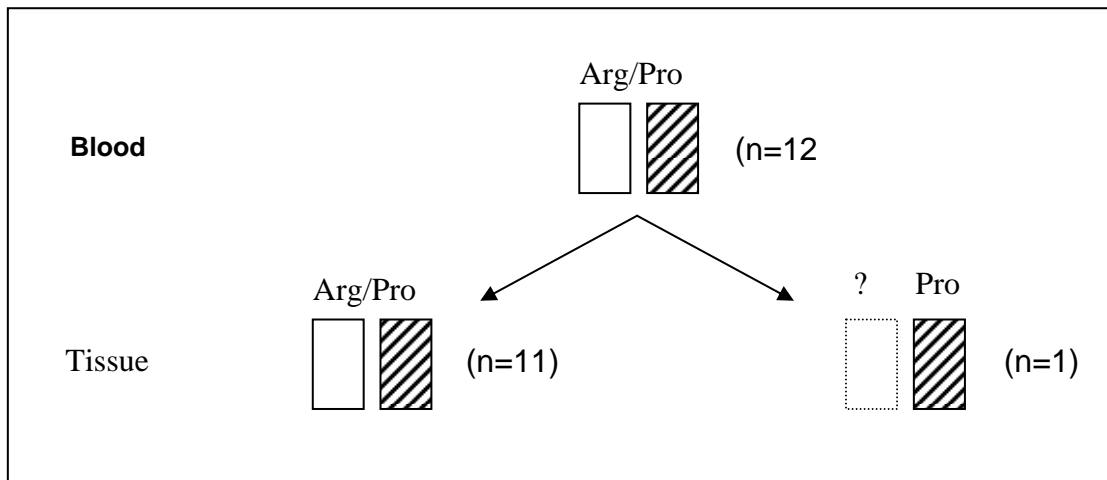 Arg/Pro
Blood (n=12
Arg/Pro ? Pro
Tissue (n=11) (n=1)